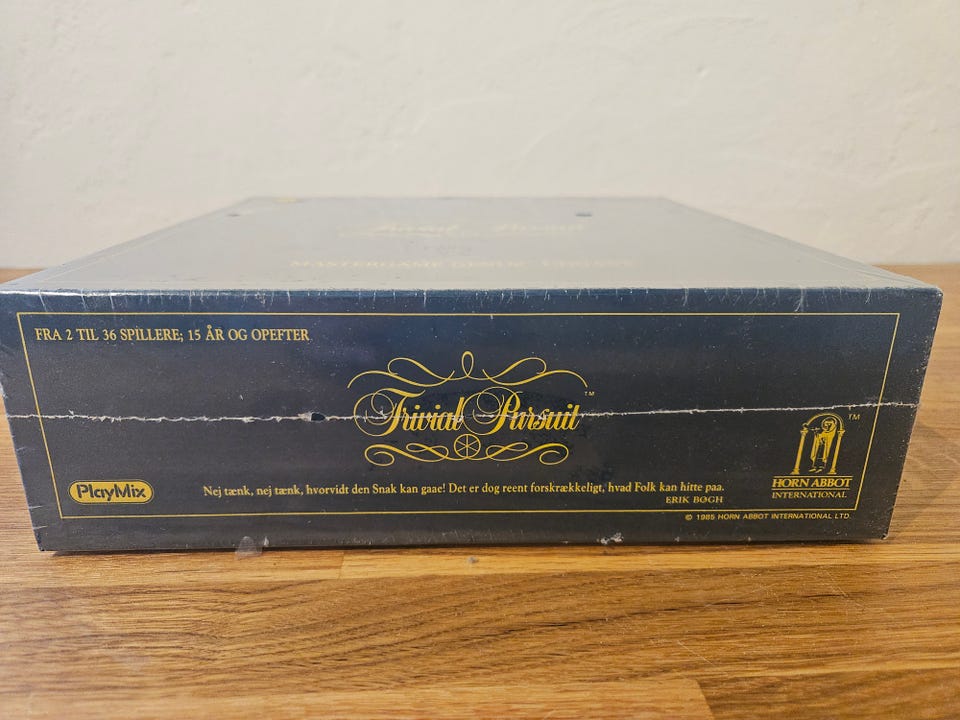 FRA 2 TIL 36 SPILLERE; 15 ÅR OG OPEFTER
Trivial Pursuit™
PlayMix
Nej tænk, nej tænk, hvorvidt den Snak kan gaae! Det er dog reent forskrækkeligt, hvad Folk kan hitte paa.
ERIK BØGH
TM
HORN ABBOT
INTERNATIONAL
© 1985 HORN ABBOT INTERNATIONAL LTD.